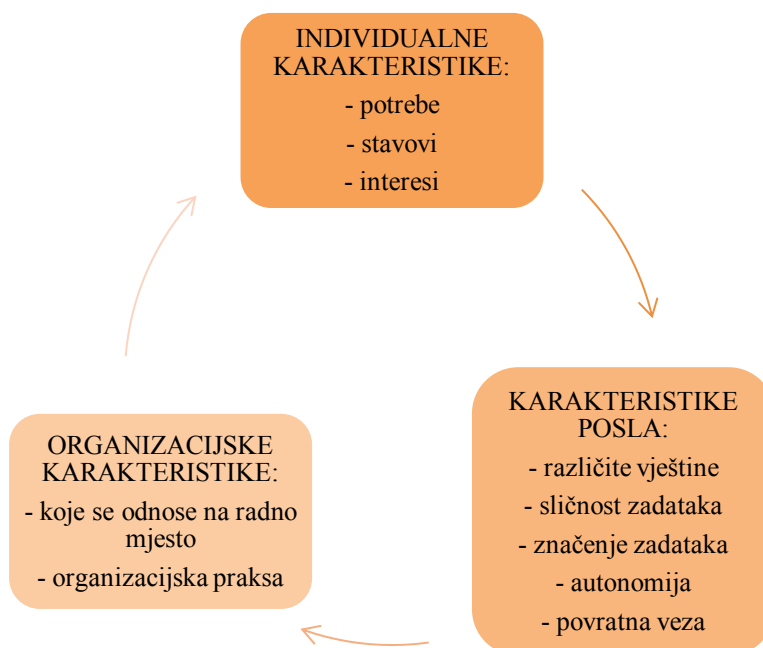 INDIVIDUALNE
KARAKTERISTIKE:
- potrebe
- stavovi
- interesi
KARAKTERISTIKE
POSLA:
- različite vještine
- sličnost zadataka
- značenje zadataka
- autonomija
- povratna veza
ORGANIZACIJSKE
KARAKTERISTIKE:
- koje se odnose na radno
mjesto
- organizacijska praksa